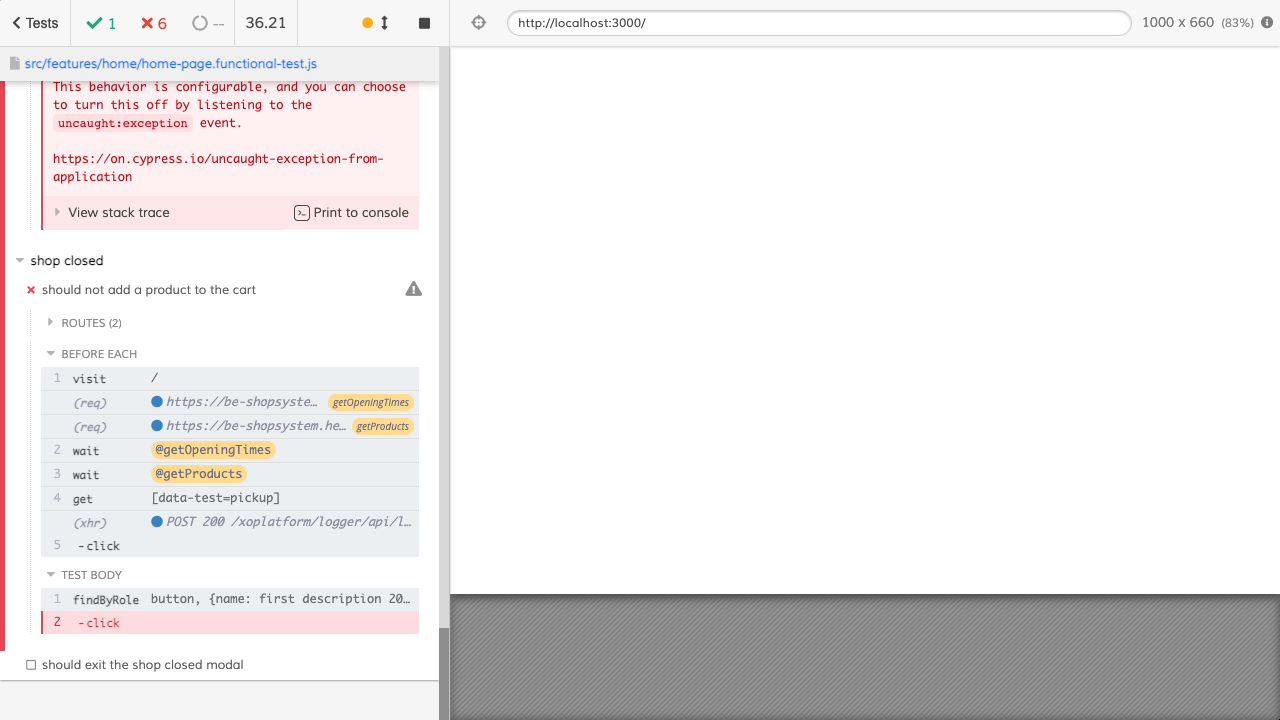 Tests
1
6
--
36.21
http://localhost:3000/
1000 x 660 (83%)
src/features/home/home-page.functional-test.js
This behavior is configurable, and you can choose
to turn this off by listening to the
uncaught:exception event.
https://on.cypress.io/uncaught-exception-from-
application
View stack trace
Print to console
shop closed
should not add a product to the cart
ROUTES (2)
BEFORE EACH
1 visit /
(req) https://be-shopsyste… getOpeningTimes
(req) https://be-shopsystem.he… getProducts
2 wait @getOpeningTimes
3 wait @getProducts
4 get [data-test=pickup]
(xhr) POST 200 /xoplatform/logger/api/l…
5 -click
TEST BODY
1 findByRole button, {name: first description 20…
2 -click
should exit the shop closed modal